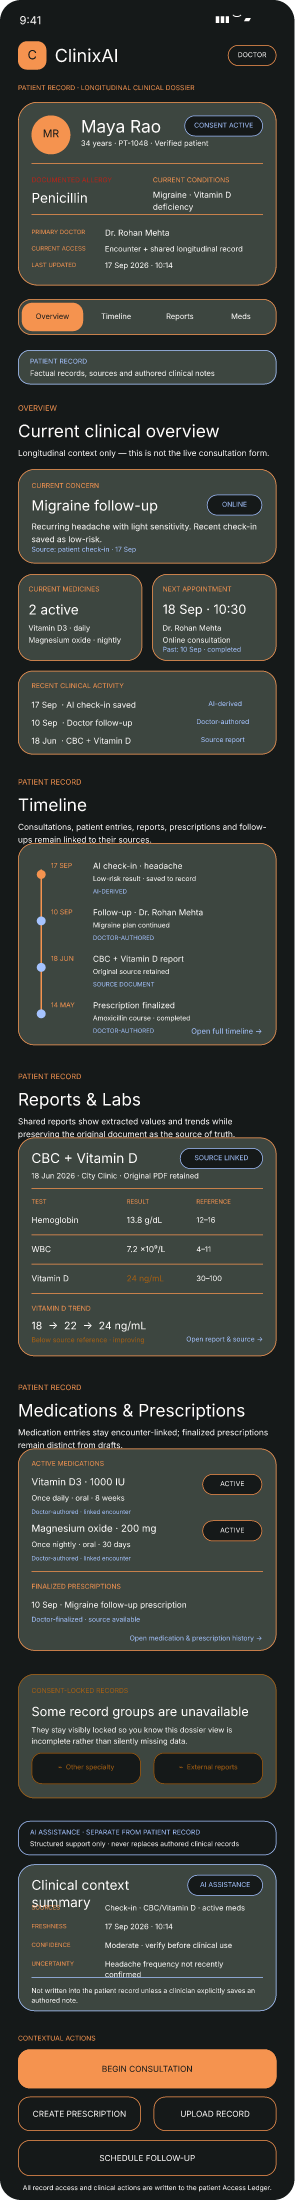 9:41
C ClinixAI DOCTOR
PATIENT RECORD · LONGITUDINAL CLINICAL DOSSIER
MR Maya Rao CONSENT ACTIVE
34 years · PT-1048 · Verified patient
CURRENT CONDITIONS
Penicillin
Migraine · Vitamin D
deficiency
PRIMARY DOCTOR Dr. Rohan Mehta
CURRENT ACCESS Encounter + shared longitudinal record
LAST UPDATED 17 Sep 2026 · 10:14
Overview Timeline Reports Meds
PATIENT RECORD
Factual records, sources and authored clinical notes
OVERVIEW
Current clinical overview
Longitudinal context only — this is not the live consultation form.
CURRENT CONCERN
Migraine follow-up ONLINE
Recurring headache with light sensitivity. Recent check-in
saved as low-risk.
Source: patient check-in · 17 Sep
CURRENT MEDICINES
2 active
Vitamin D3 · daily
Magnesium oxide · nightly
NEXT APPOINTMENT
18 Sep · 10:30
Dr. Rohan Mehta
Online consultation
Past: 10 Sep · completed
RECENT CLINICAL ACTIVITY
17 Sep · AI check-in saved AI-derived
10 Sep · Doctor follow-up Doctor-authored
18 Jun · CBC + Vitamin D Source report
PATIENT RECORD
Timeline
Consultations, patient entries, reports, prescriptions and follow-
ups remain linked to their sources.
17 SEP AI check-in · headache
Low-risk result · saved to record
AI-DERIVED
10 SEP Follow-up · Dr. Rohan Mehta
Migraine plan continued
DOCTOR-AUTHORED
18 JUN CBC + Vitamin D report
Original source retained
SOURCE DOCUMENT
14 MAY Prescription finalized
Amoxicillin course · completed
DOCTOR-AUTHORED Open full timeline →
PATIENT RECORD
Reports & Labs
Shared reports show extracted values and trends while
preserving the original document as the source of truth.
CBC + Vitamin D SOURCE LINKED
18 Jun 2026 · City Clinic · Original PDF retained
TEST RESULT REFERENCE
Hemoglobin 13.8 g/dL 12–16
WBC 7.2 ×10⁹/L 4–11
Vitamin D 24 ng/mL 30–100
VITAMIN D TREND
18 → 22 → 24 ng/mL
Below source reference · improving Open report & source →
PATIENT RECORD
Medications & Prescriptions
Medication entries stay encounter-linked; finalized prescriptions
remain distinct from drafts.
ACTIVE MEDICATIONS
Vitamin D3 · 1000 IU ACTIVE
Once daily · oral · 8 weeks
Doctor-authored · linked encounter
Magnesium oxide · 200 mg ACTIVE
Once nightly · oral · 30 days
Doctor-authored · linked encounter
FINALIZED PRESCRIPTIONS
10 Sep · Migraine follow-up prescription
Doctor-finalized · source available
Open medication & prescription history →
CONSENT-LOCKED RECORDS
Some record groups are unavailable
They stay visibly locked so you know this dossier view is
incomplete rather than silently missing data.
Other specialty External reports
AI ASSISTANCE · SEPARATE FROM PATIENT RECORD
Structured support only · never replaces authored clinical records
Clinical context AI ASSISTANCE
summary
SOURCES Check-in · CBC/Vitamin D · active meds
FRESHNESS 17 Sep 2026 · 10:14
CONFIDENCE Moderate · verify before clinical use
UNCERTAINTY Headache frequency not recently
confirmed
Not written into the patient record unless a clinician explicitly saves an
authored note.
CONTEXTUAL ACTIONS
BEGIN CONSULTATION
CREATE PRESCRIPTION UPLOAD RECORD
SCHEDULE FOLLOW-UP
All record access and clinical actions are written to the patient Access Ledger.